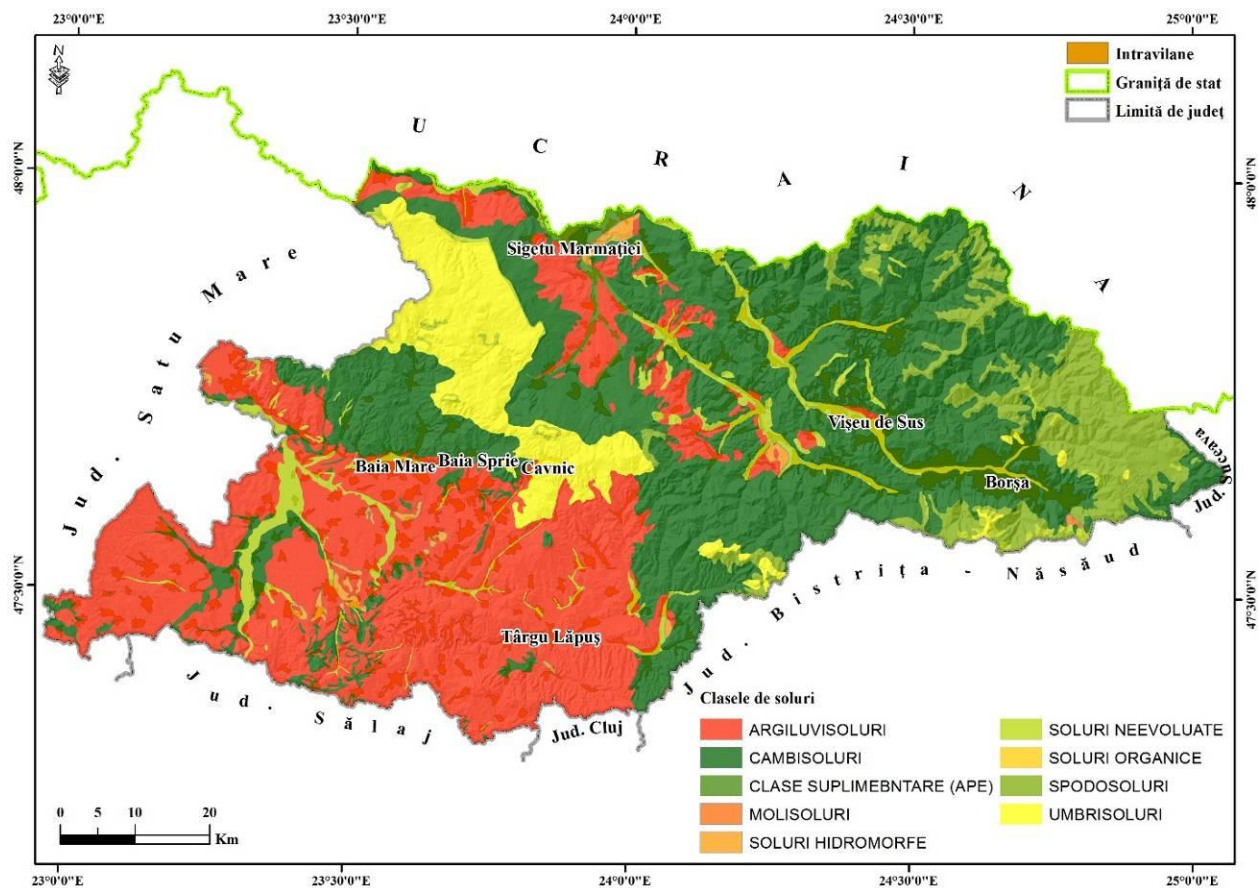 23°0'0"E 23°30'0"E 24°0'0"E 24°30'0"E 25°0'0"E
N
Intravilane
Graniță de stat
Limită de județ
UCRAINA
48°0'0"N
48°0'0"N
Jud. Satu Mare
Sigetu Marmației
Vișeu de Sus
Baia Mare
Baia Sprie
Cavnic
Borșa
Jud. Suceava
47°30'0"N
47°30'0"N
Jud. Bistrița - Năsăud
Târgu Lăpuș
Jud. Sălaj
Jud. Cluj
Clasele de soluri
ARGILUVISOLURI
CAMBISOLURI
CLASE SUPLIMEBNTARE (APE)
MOLISOLURI
SOLURI HIDROMORFE
SOLURI NEEVOLUATE
SOLURI ORGANICE
SPODOSOLURI
UMBRISOLURI
0 5 10 20
Km
23°0'0"E 23°30'0"E 24°0'0"E 24°30'0"E 25°0'0"E